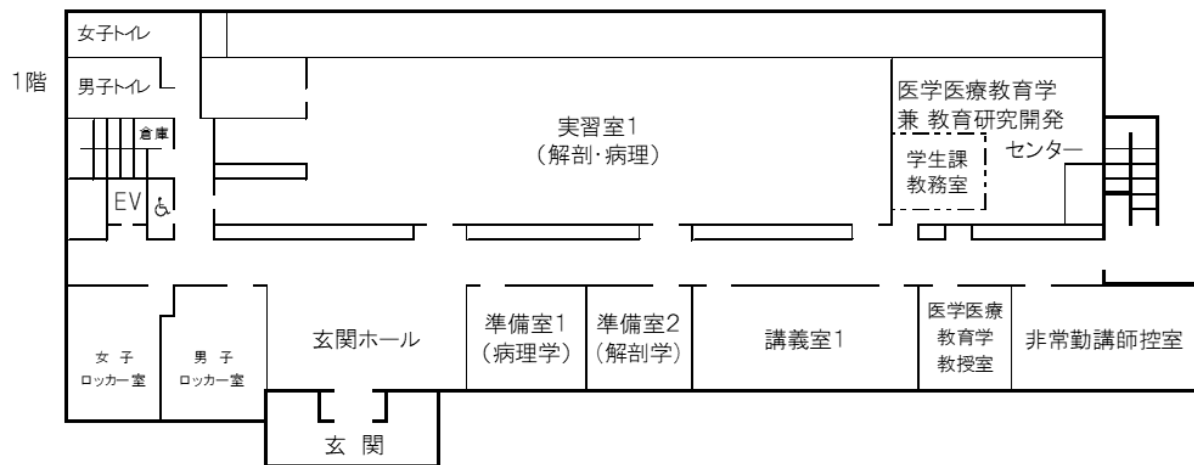 1階
女子トイレ
男子トイレ
倉庫
EV
実習室1
(解剖・病理)
医学医療教育学
兼 教育研究開発
センター
学生課
教務室
女 子
ロッカー室
男 子
ロッカー室
玄関ホール
準備室1
(病理学)
準備室2
(解剖学)
講義室1
医学医療
教育学
教授室
非常勤講師控室
玄 関